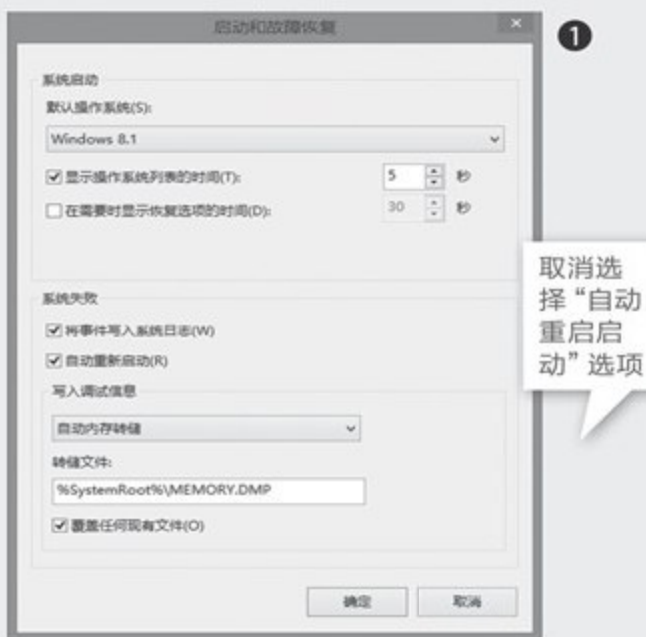 启动和故障恢复
❶
系统启动
默认操作系统(S):
Windows 8.1
显示操作系统列表的时间(T): 5 秒
在需要时显示恢复选项的时间(D): 30 秒
取消选
择“自动
重启启
动”选项
系统失败
将事件写入系统日志(W)
自动重新启动(R)
写入调试信息
自动内存转储
转储文件:
%SystemRoot%\MEMORY.DMP
覆盖任何现有文件(O)
确定 取消